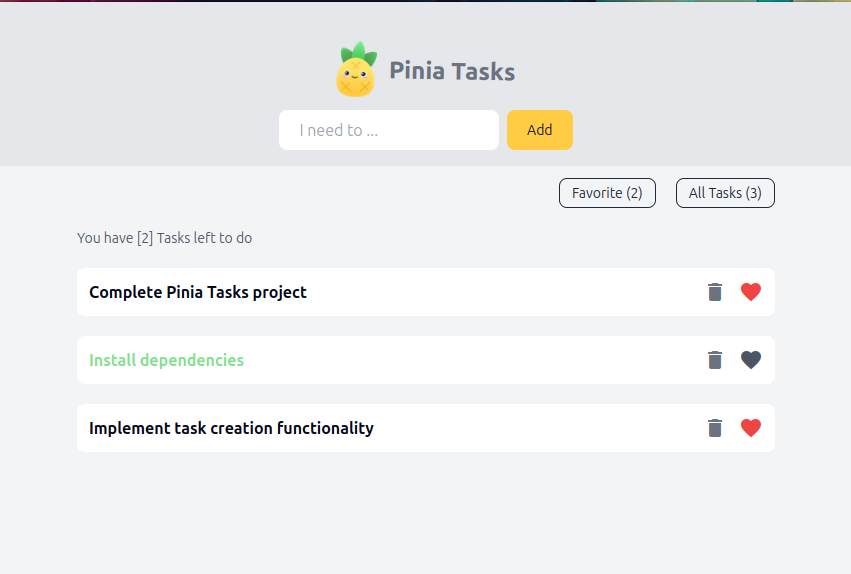 Pinia Tasks
I need to ...
Add
Favorite (2)
All Tasks (3)
You have [2] Tasks left to do
Complete Pinia Tasks project
Install dependencies
Implement task creation functionality